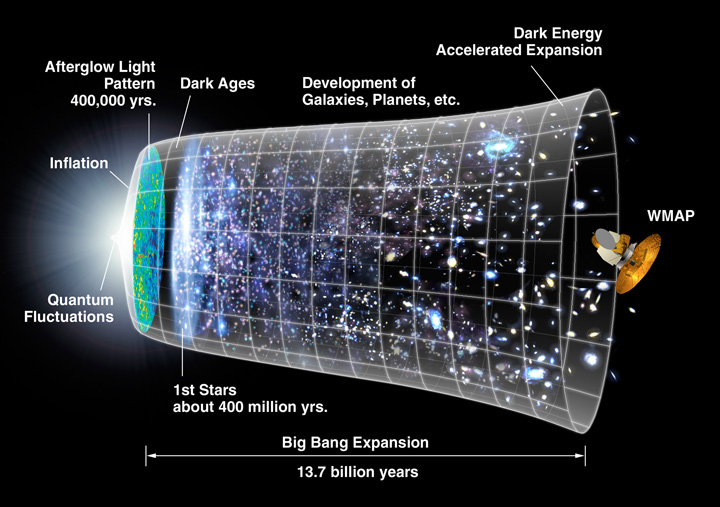 Dark Energy
Accelerated Expansion
Afterglow Light
Pattern
400,000 yrs.
Dark Ages
Development of
Galaxies, Planets, etc.
Inflation
WMAP
Quantum
Fluctuations
1st Stars
about 400 million yrs.
Big Bang Expansion
13.7 billion years